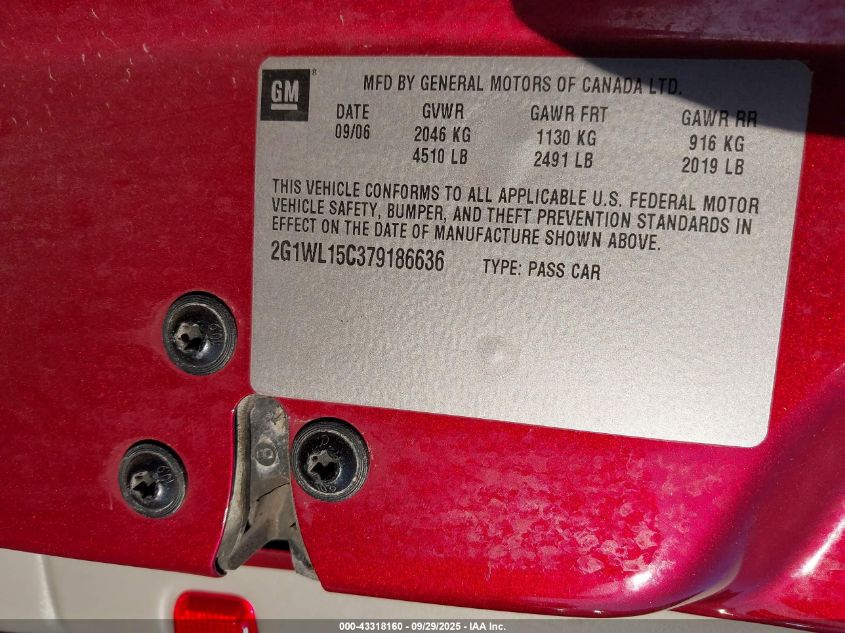 GM ®
MFD BY GENERAL MOTORS OF CANADA LTD.
DATE GVWR GAWR FRT GAWR RR
09/06 2046 KG 1130 KG 916 KG
4510 LB 2491 LB 2019 LB
THIS VEHICLE CONFORMS TO ALL APPLICABLE U.S. FEDERAL MOTOR
VEHICLE SAFETY, BUMPER, AND THEFT PREVENTION STANDARDS IN
EFFECT ON THE DATE OF MANUFACTURE SHOWN ABOVE.
2G1WL15C379186636 TYPE: PASS CAR
000-43318160 - 09/29/2025 - IAA Inc.